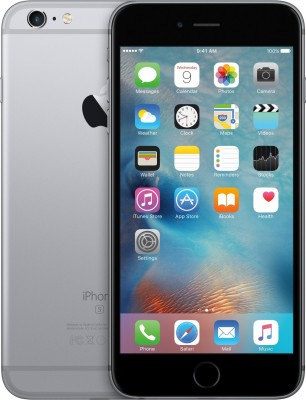 9:41 AM
100%
Wednesday
9
Messages
Calendar
Photos
Camera
Weather
Clock
Maps
Videos
Wallet
Notes
Reminders
Stocks
iTunes Store
App Store
iBooks
Health
Settings
Phone
Mail
Safari
Music
iPhon
S